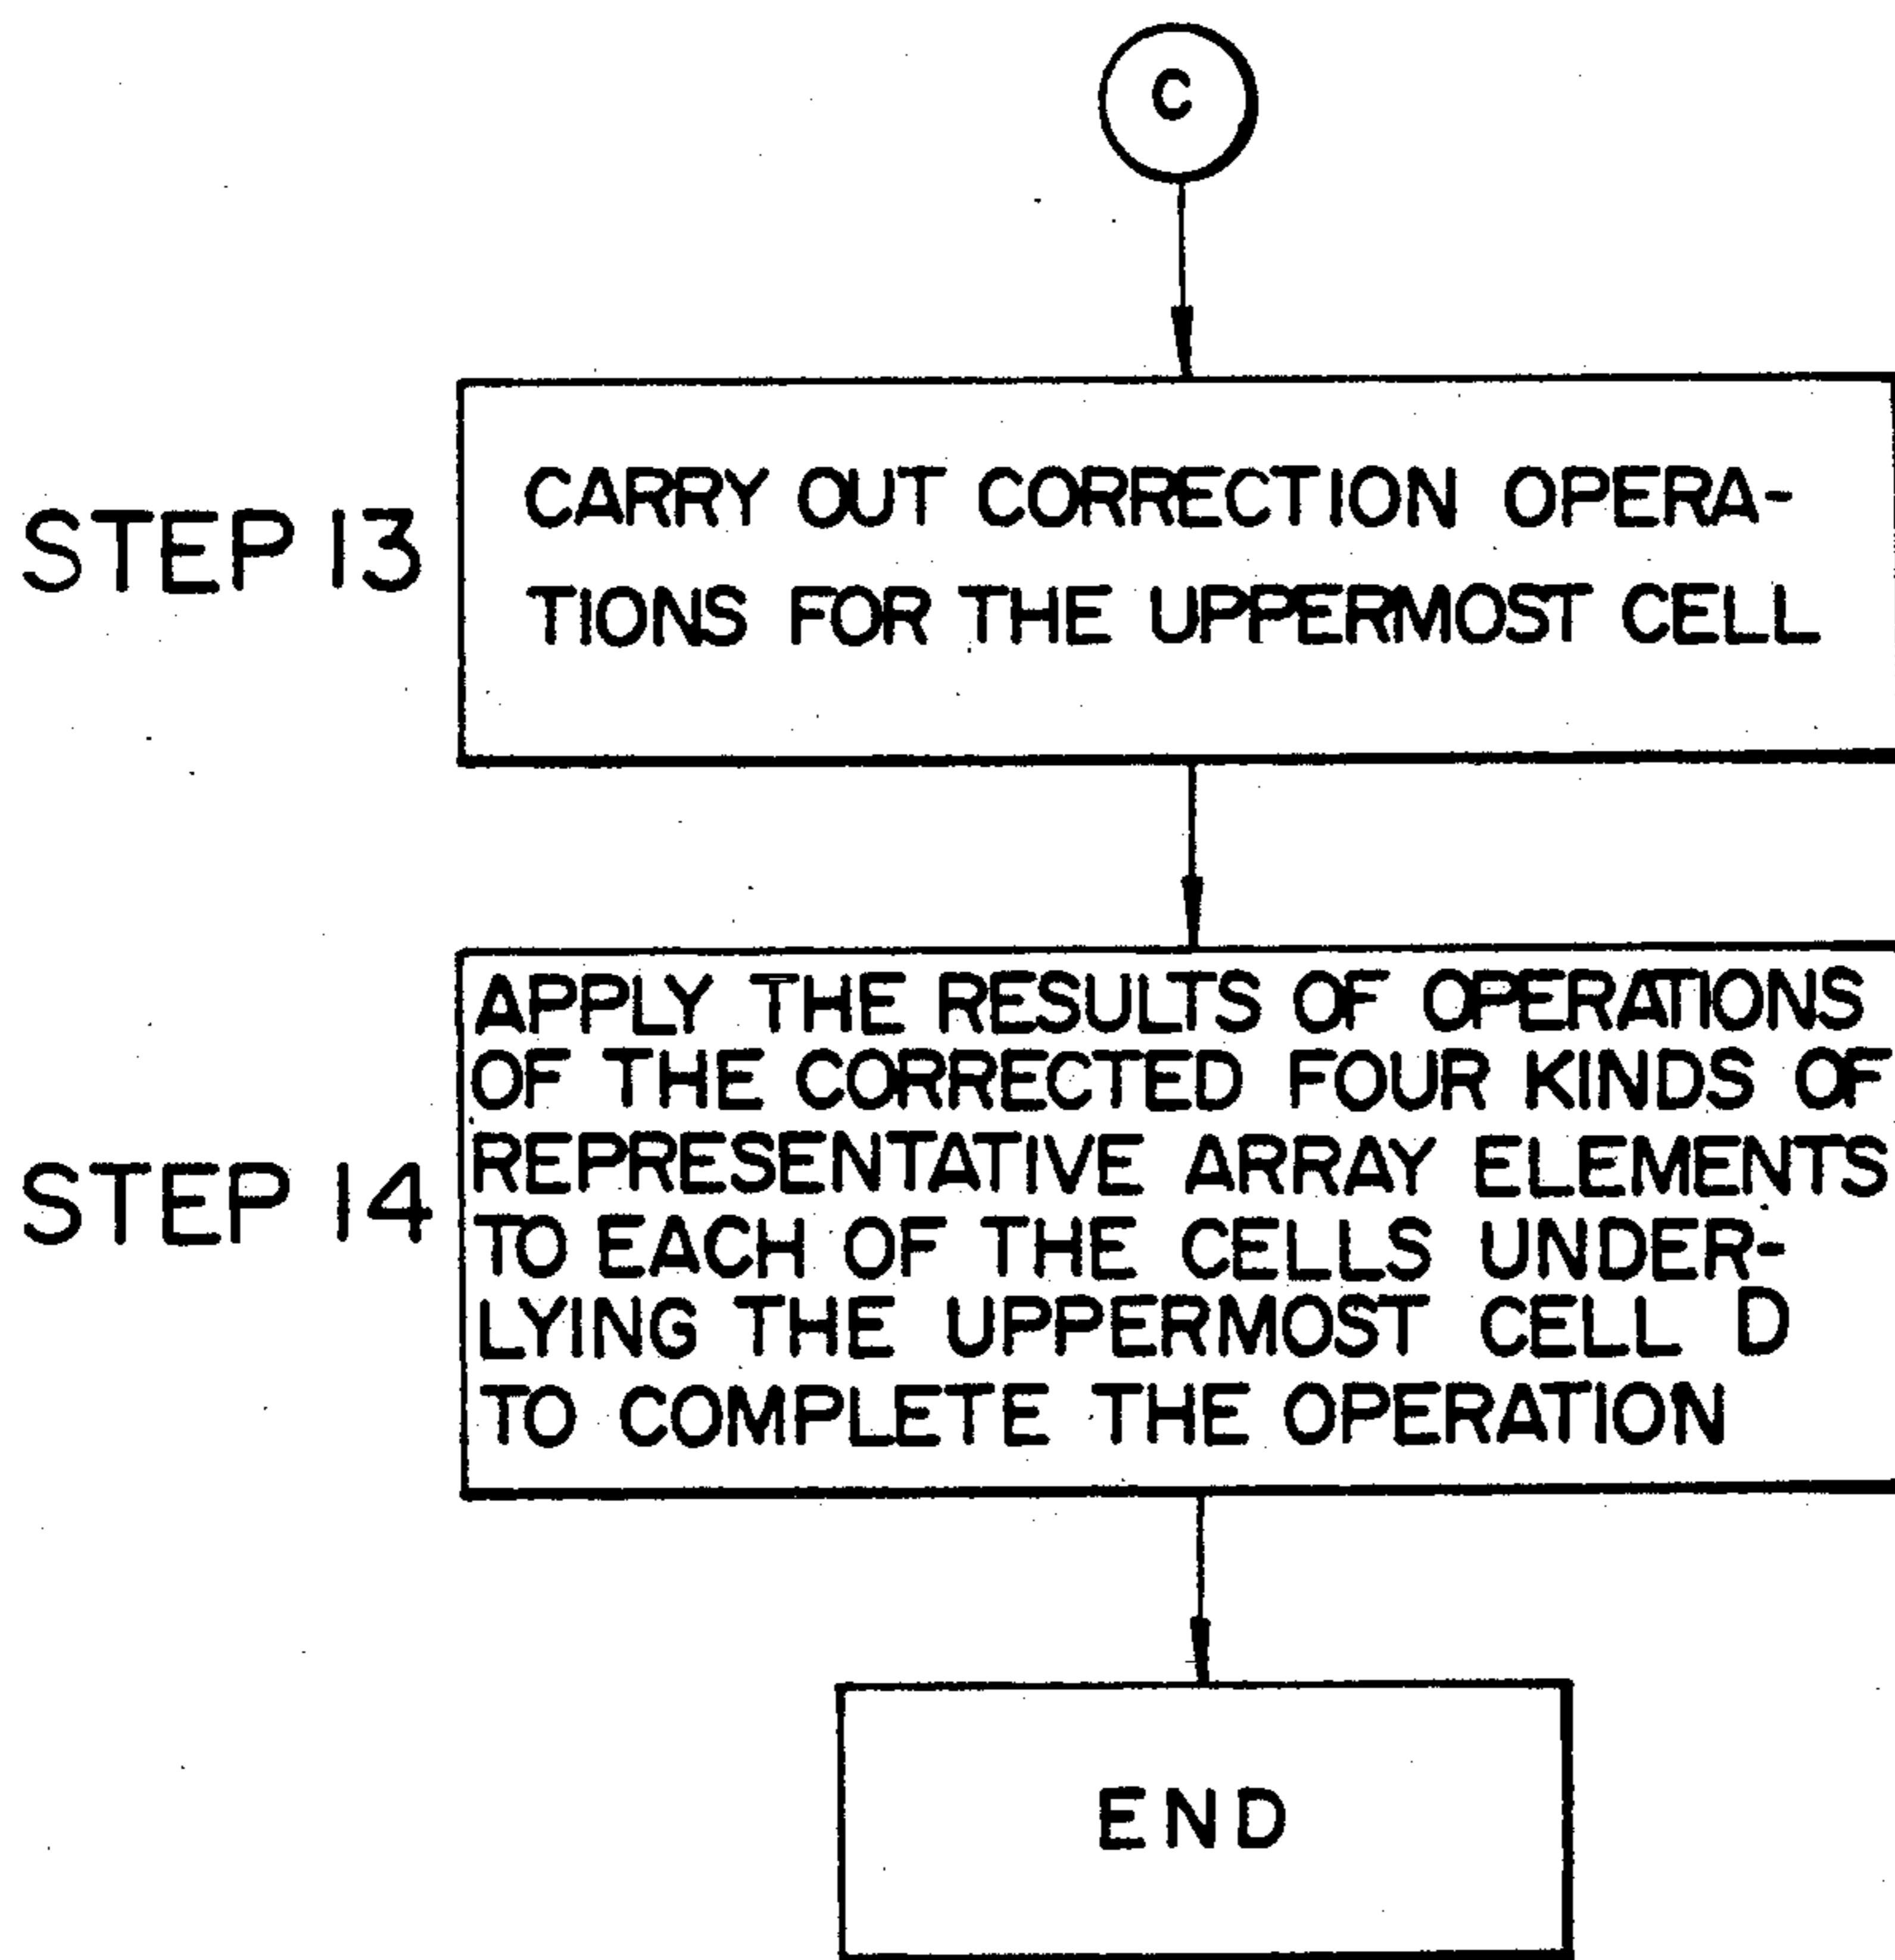 C
STEP 13
CARRY OUT CORRECTION OPERA-
TIONS FOR THE UPPERMOST CELL
STEP 14
APPLY THE RESULTS OF OPERATIONS
OF THE CORRECTED FOUR KINDS OF
REPRESENTATIVE ARRAY ELEMENTS
TO EACH OF THE CELLS UNDER-
LYING THE UPPERMOST CELL D
TO COMPLETE THE OPERATION
END